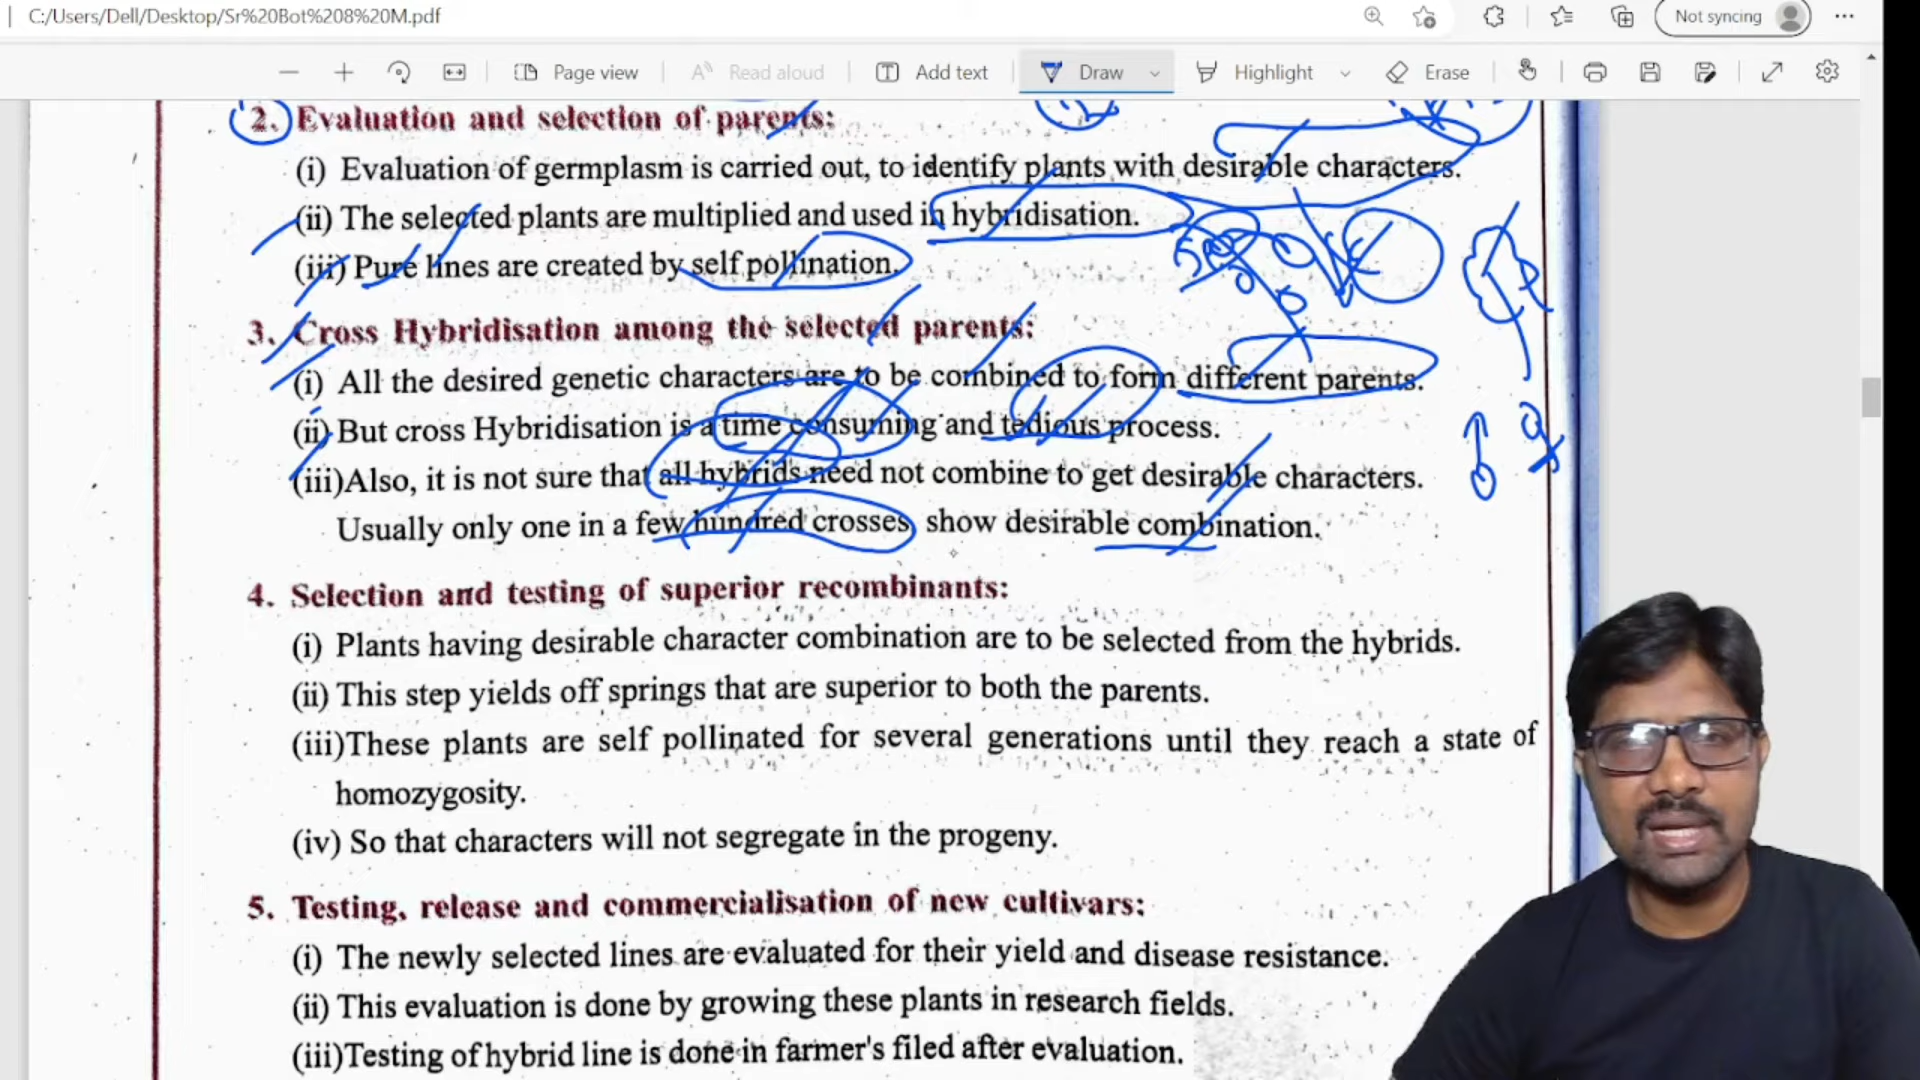 C:/Users/Dell/Desktop/Sr%20Bot%208%20M.pdf
Not syncing
Page view
Read aloud
Add text
Draw
Highlight
Erase
2. Evaluation and selection of parents:
(i) Evaluation of germplasm is carried out, to identify plants with desirable characters.
(ii) The selected plants are multiplied and used in hybridisation.
(iii) Pure lines are created by self pollination.
3. Cross Hybridisation among the selected parents:
(i) All the desired genetic characters are to be combined to form different parents.
(ii) But cross Hybridisation is a time consuming and tedious process.
(iii)Also, it is not sure that all hybrids need not combine to get desirable characters.
Usually only one in a few hundred crosses show desirable combination.
4. Selection and testing of superior recombinants:
(i) Plants having desirable character combination are to be selected from the hybrids.
(ii) This step yields off springs that are superior to both the parents.
(iii)These plants are self pollinated for several generations until they reach a state of
homozygosity.
(iv) So that characters will not segregate in the progeny.
5. Testing, release and commercialisation of new cultivars:
(i) The newly selected lines are evaluated for their yield and disease resistance.
(ii) This evaluation is done by growing these plants in research fields.
(iii)Testing of hybrid line is done in farmer's filed after evaluation.